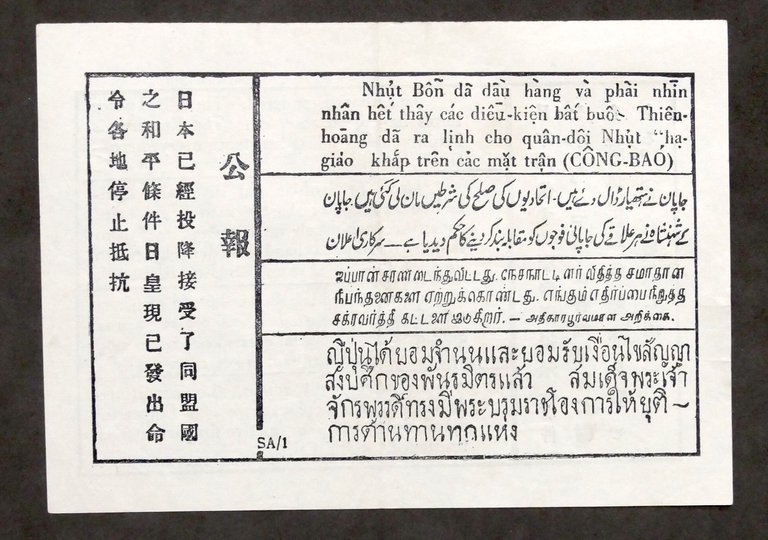 公報
日本已經投降接受了同盟國
之和平條件日皇現已發出命
令各地停止抵抗
Nhựt Bổn đã đầu hàng và phải nhìn
nhân hết thảy các điều-kiện bắt buộc Thiên-
hoàng đã ra lịnh cho quân-đội Nhựt "hạ-
giáo khắp trên các mặt trận (CÔNG-BÁO)
جاپان نے ہتھیار ڈال دئے ہیں۔ اتحادیوں کی صلح کی شرطیں مان لی گئی ہیں۔ جاپان
کے شہنشاہ نے ہر علاقے کی جاپانی فوجوں کو مقابلہ بند کر دینے کا حکم دیدیا ہے — سرکاری اعلان
ஜப்பான் சரணடைந்துவிட்டது. நேசநாட்டினர் விதித்த சமாதான
நிபந்தனைகளை ஏற்றுக்கொண்டது. எங்கும் எதிர்ப்பை நிறுத்த
சக்ரவர்த்தி கட்டளை இடுகிறார். — அதிகாரபூர்வமான அறிக்கை.
ญี่ปุ่นได้ยอมจำนนและยอมรับเงื่อนไขสัญญา
สงบศึกของพันธมิตรแล้ว สมเด็จพระเจ้า
จักรพรรดิ์ทรงมีพระบรมราชโองการให้ยุติ ~
การต้านทานทุกแห่ง
SA/1